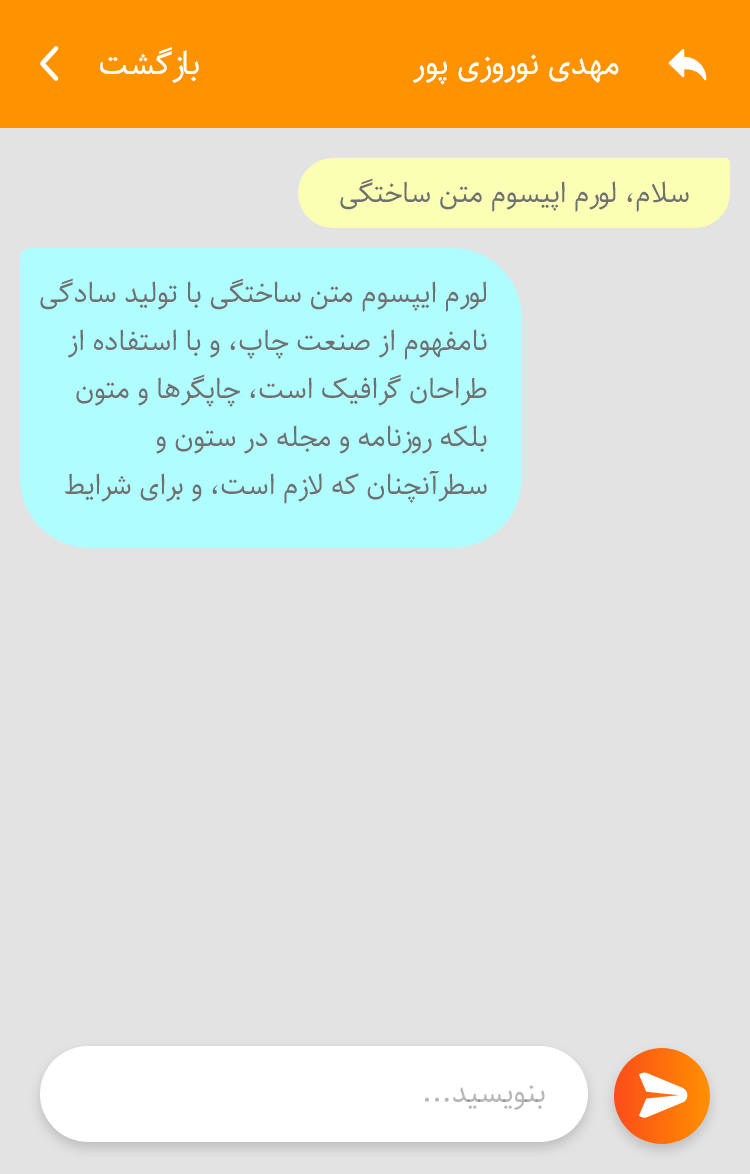 مهدی نوروزی پور
بازگشت
سلام، لورم اپیسوم متن ساختگی
لورم ایپسوم متن ساختگی با تولید سادگی
نامفهوم از صنعت چاپ، و با استفاده از
طراحان گرافیک است، چاپگرها و متون
بلکه روزنامه و مجله در ستون و
سطرآنچنان که لازم است، و برای شرایط
بنویسید...